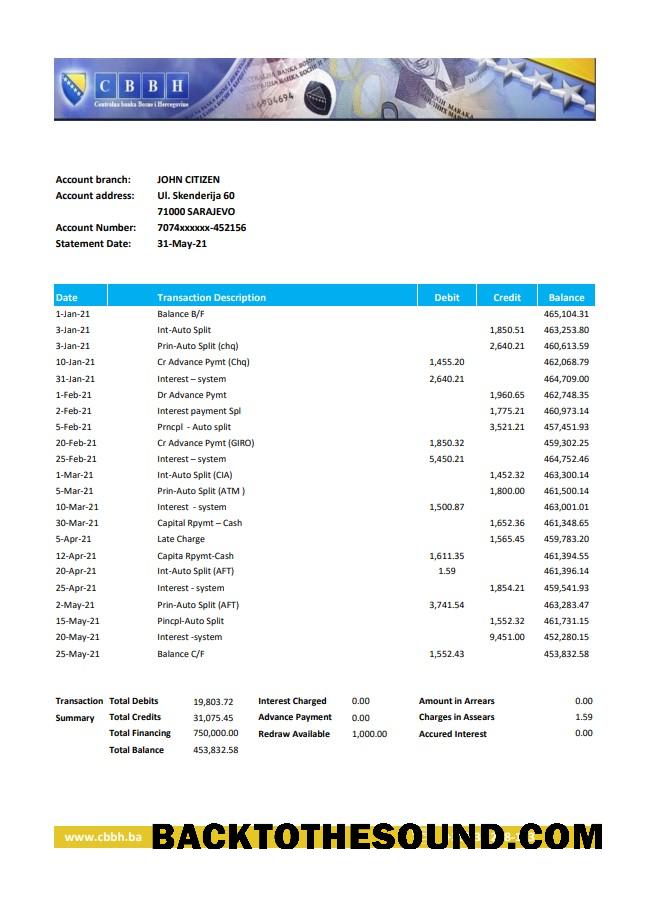 C B B H
Centralna banka Bosne i Hercegovine
Account branch: JOHN CITIZEN
Account address: Ul. Skenderija 60
71000 SARAJEVO
Account Number: 7074xxxxxx-452156
Statement Date: 31-May-21
Date Transaction Description Debit Credit Balance
1-Jan-21 Balance B/F 465,104.31
3-Jan-21 Int-Auto Split 1,850.51 463,253.80
3-Jan-21 Prin-Auto Split (chq) 2,640.21 460,613.59
10-Jan-21 Cr Advance Pymt (Chq) 1,455.20 462,068.79
31-Jan-21 Interest – system 2,640.21 464,709.00
1-Feb-21 Dr Advance Pymt 1,960.65 462,748.35
2-Feb-21 Interest payment Spl 1,775.21 460,973.14
5-Feb-21 Prncpl - Auto split 3,521.21 457,451.93
20-Feb-21 Cr Advance Pymt (GIRO) 1,850.32 459,302.25
25-Feb-21 Interest – system 5,450.21 464,752.46
1-Mar-21 Int-Auto Split (CIA) 1,452.32 463,300.14
5-Mar-21 Prin-Auto Split (ATM ) 1,800.00 461,500.14
10-Mar-21 Interest - system 1,500.87 463,001.01
30-Mar-21 Capital Rpymt – Cash 1,652.36 461,348.65
5-Apr-21 Late Charge 1,565.45 459,783.20
12-Apr-21 Capita Rpymt-Cash 1,611.35 461,394.55
20-Apr-21 Int-Auto Split (AFT) 1.59 461,396.14
25-Apr-21 Interest - system 1,854.21 459,541.93
2-May-21 Prin-Auto Split (AFT) 3,741.54 463,283.47
15-May-21 Pincpl-Auto Split 1,552.32 461,731.15
20-May-21 Interest -system 9,451.00 452,280.15
25-May-21 Balance C/F 1,552.43 453,832.58
Transaction Total Debits 19,803.72 Interest Charged 0.00 Amount in Arrears 0.00
Summary Total Credits 31,075.45 Advance Payment 0.00 Charges in Assears 1.59
Total Financing 750,000.00 Redraw Available 1,000.00 Accured Interest 0.00
Total Balance 453,832.58
www.cbbh.ba BACKTOTHESOUND.COM